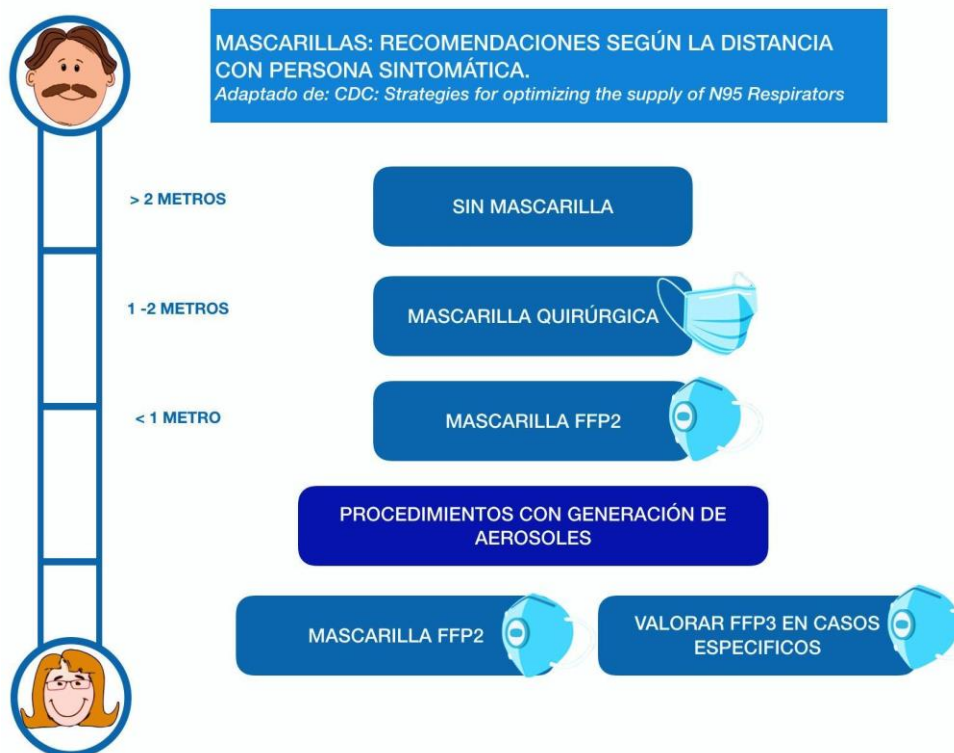 MASCARILLAS: RECOMENDACIONES SEGÚN LA DISTANCIA
CON PERSONA SINTOMÁTICA.
Adaptado de: CDC: Strategies for optimizing the supply of N95 Respirators
> 2 METROS
SIN MASCARILLA
1 -2 METROS
MASCARILLA QUIRÚRGICA
< 1 METRO
MASCARILLA FFP2
PROCEDIMIENTOS CON GENERACIÓN DE
AEROSOLES
MASCARILLA FFP2
VALORAR FFP3 EN CASOS
ESPECIFICOS